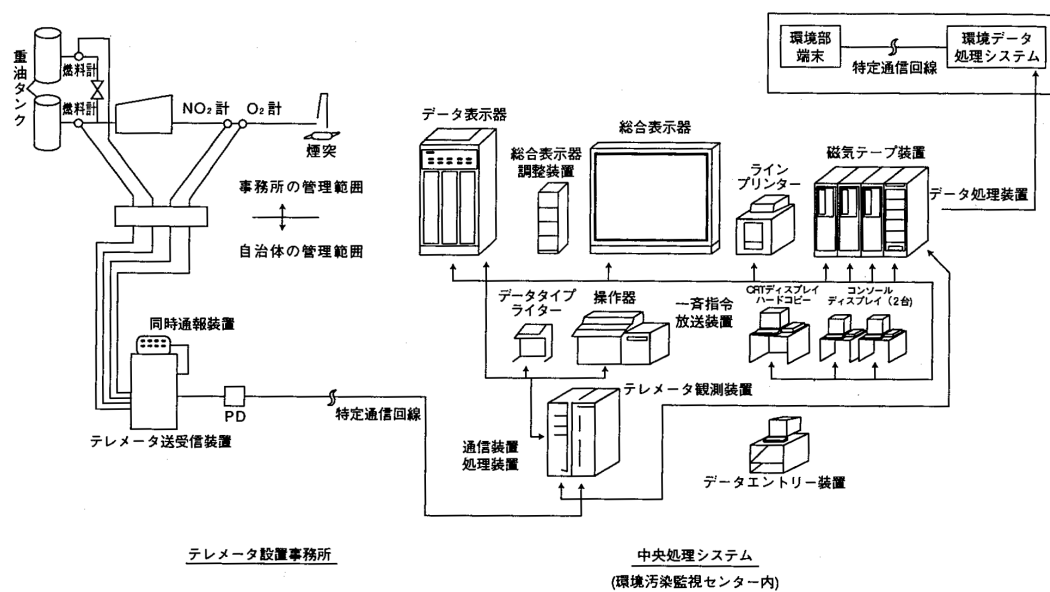 重油タンク
燃料計
燃料計
NO₂計
O₂計
煙突
事務所の管理範囲
自治体の管理範囲
同時通報装置
テレメータ送受信装置
PD
特定通信回線
テレメータ設置事務所
環境部
端末
特定通信回線
環境データ
処理システム
データ表示器
総合表示器
調整装置
総合表示器
ライン
プリンター
磁気テープ装置
データ処理装置
データタイプ
ライター
操作器
一斉指令
放送装置
CRTディスプレイ
ハードコピー
コンソール
ディスプレイ(2台)
テレメータ観測装置
通信装置
処理装置
データエントリー装置
中央処理システム
(環境汚染監視センター内)